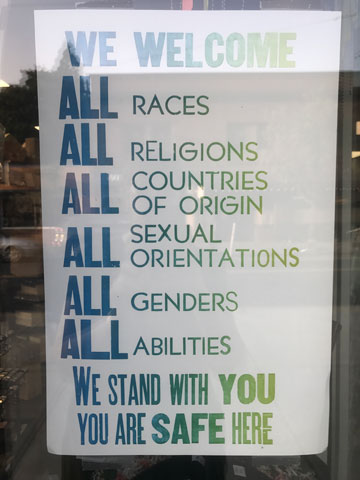 WE WELCOME
ALL RACES
ALL RELIGIONS
ALL COUNTRIES
OF ORIGIN
ALL SEXUAL
ORIENTATIONS
ALL GENDERS
ALL ABILITIES
WE STAND WITH YOU
YOU ARE SAFE HERE